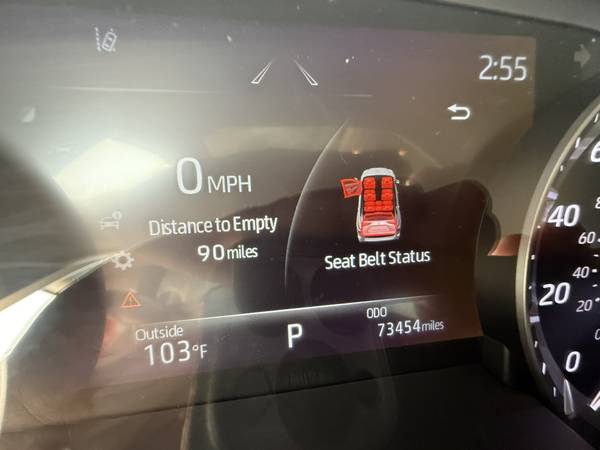 2:55
0 MPH
Distance to Empty
90 miles
Seat Belt Status
Outside
103°F
P
ODO
73454 miles
40
20
0
60
40
20